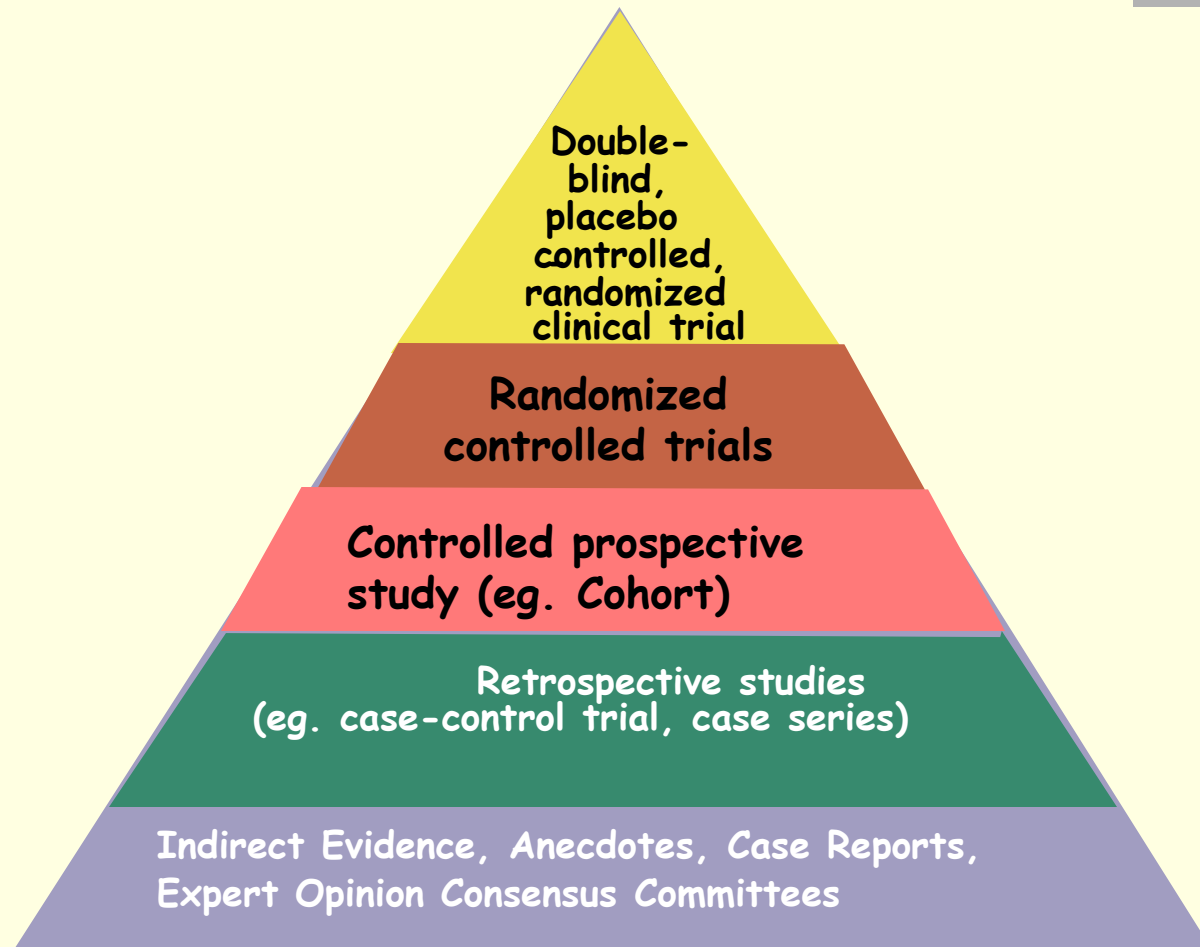 Double-
blind,
placebo
controlled,
randomized
clinical trial
Randomized
controlled trials
Controlled prospective
study (eg. Cohort)
Retrospective studies
(eg. case-control trial, case series)
Indirect Evidence, Anecdotes, Case Reports,
Expert Opinion Consensus Committees